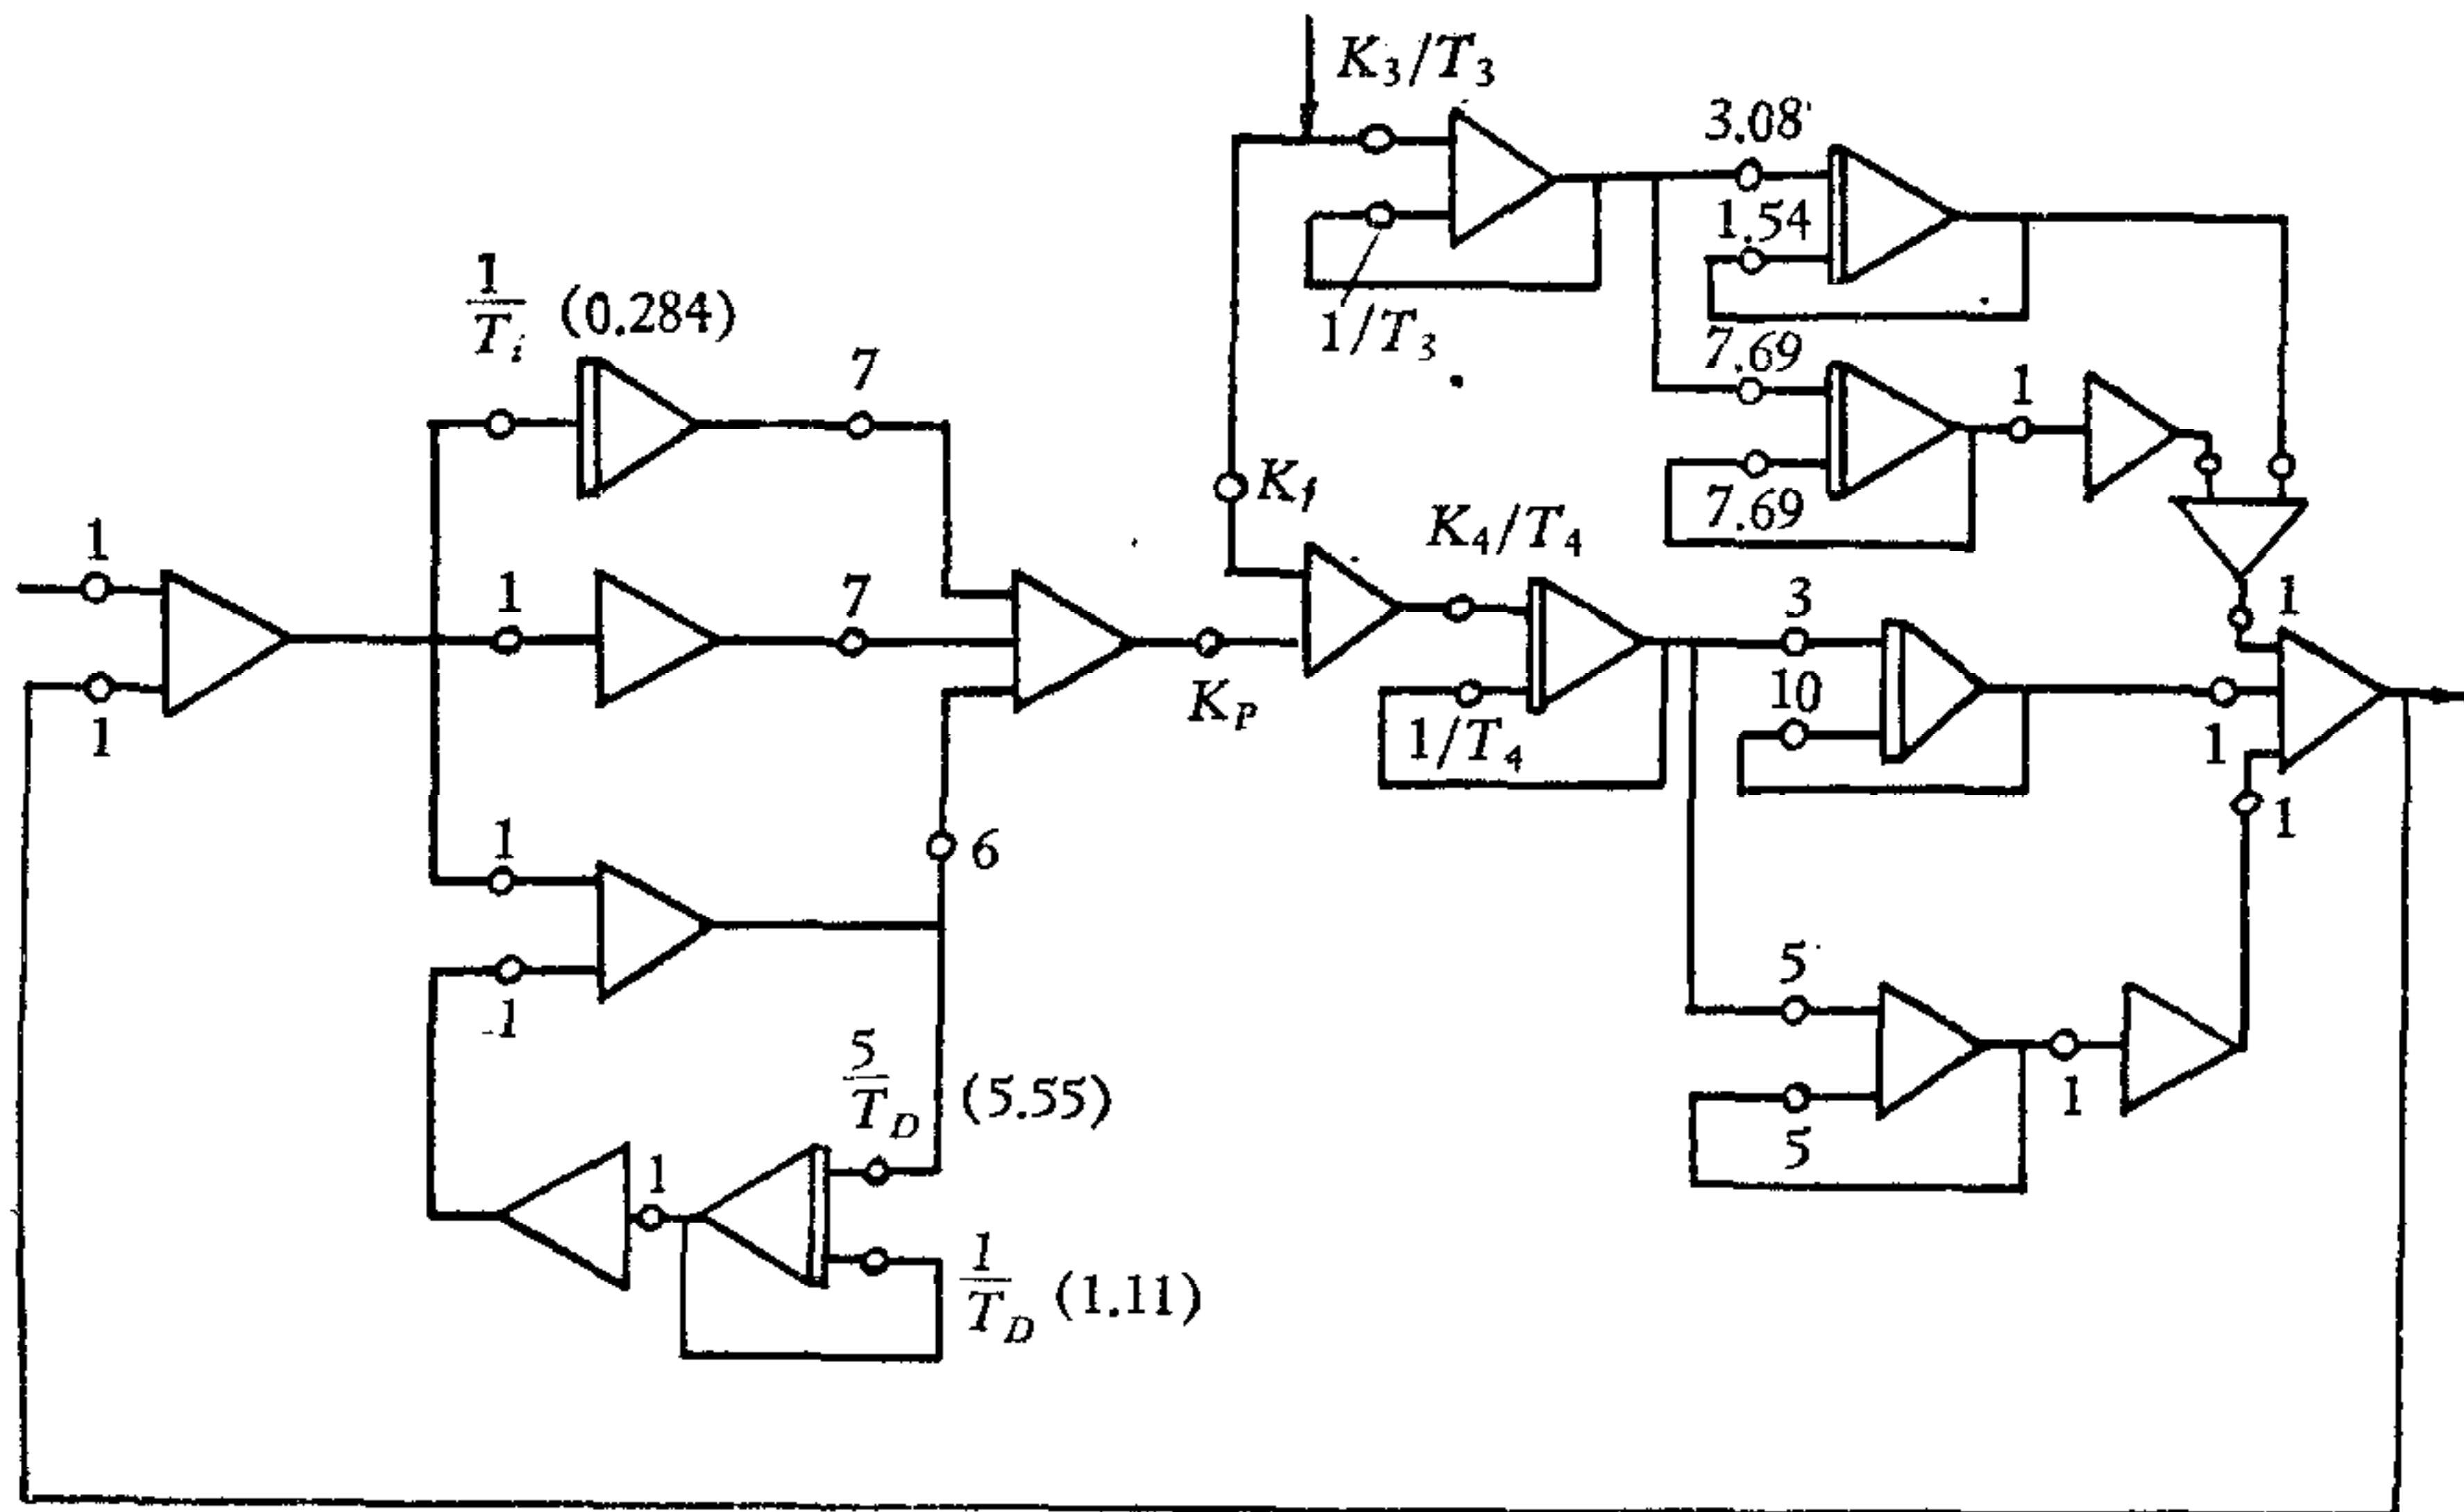 K₃/T₃
3.08
1.54
1/T₃
1/Tᵢ (0.284)
7
7.69
1
K_f
7.69
K₄/T₄
1
1
7
3
1
K_P
10
1/T₄
1
1
1
6
1
1
5
5/T_D (5.55)
1
5
1
1/T_D (1.11)